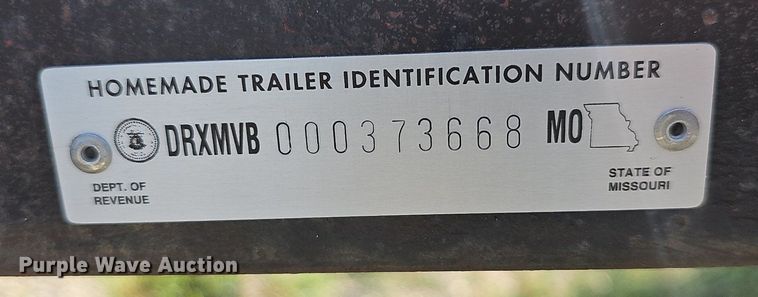 HOMEMADE TRAILER IDENTIFICATION NUMBER
DRXMVB 000373668 MO
DEPT. OF
REVENUE
STATE OF
MISSOURI
Purple Wave Auction